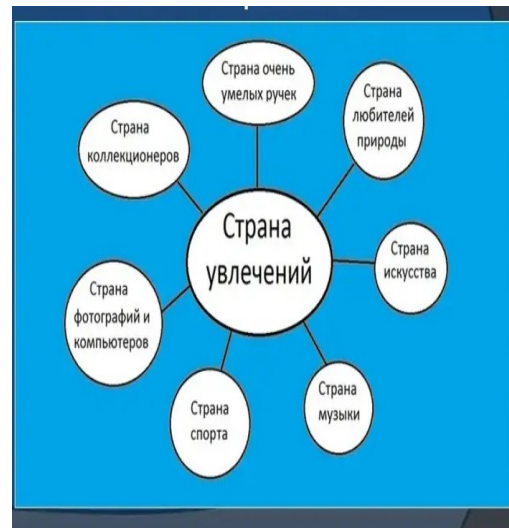 Страна очень
умелых ручек
Страна
любителей
природы
Страна
коллекционеров
Страна
увлечений
Страна
искусства
Страна
фотографий и
компьютеров
Страна
музыки
Страна
спорта